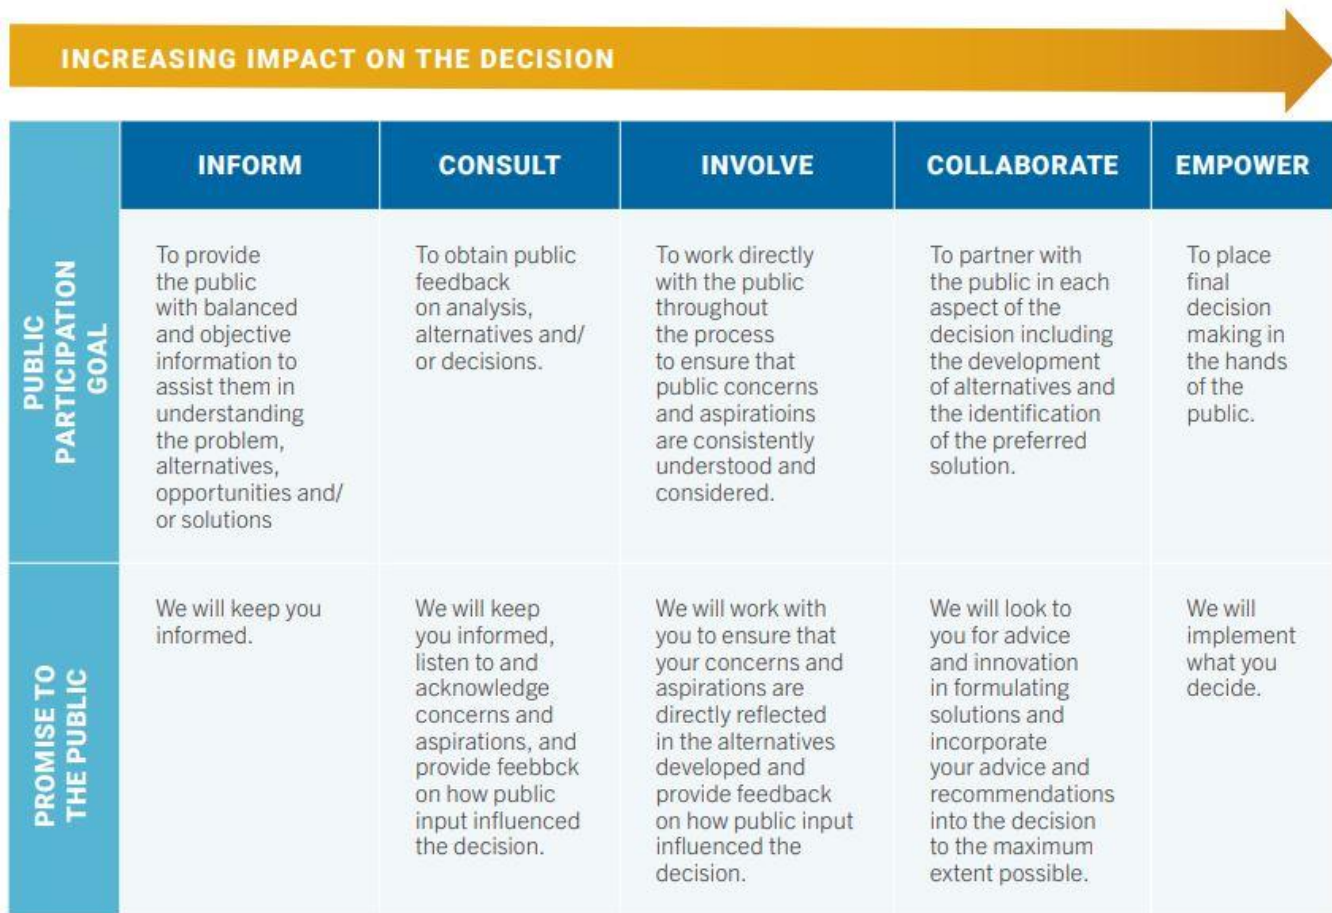 INCREASING IMPACT ON THE DECISION
INFORM
CONSULT
INVOLVE
COLLABORATE
EMPOWER
PUBLIC
PARTICIPATION
GOAL
To provide
the public
with balanced
and objective
information to
assist them in
understanding
the problem,
alternatives,
opportunities and/
or solutions
To obtain public
feedback
on analysis,
alternatives and/
or decisions.
To work directly
with the public
throughout
the process
to ensure that
public concerns
and aspiratioins
are consistently
understood and
considered.
To partner with
the public in each
aspect of the
decision including
the development
of alternatives and
the identification
of the preferred
solution.
To place
final
decision
making in
the hands
of the
public.
PROMISE TO
THE PUBLIC
We will keep you
informed.
We will keep
you informed,
listen to and
acknowledge
concerns and
aspirations, and
provide feebbck
on how public
input influenced
the decision.
We will work with
you to ensure that
your concerns and
aspirations are
directly reflected
in the alternatives
developed and
provide feedback
on how public input
influenced the
decision.
We will look to
you for advice
and innovation
in formulating
solutions and
incorporate
your advice and
recommendations
into the decision
to the maximum
extent possible.
We will
implement
what you
decide.